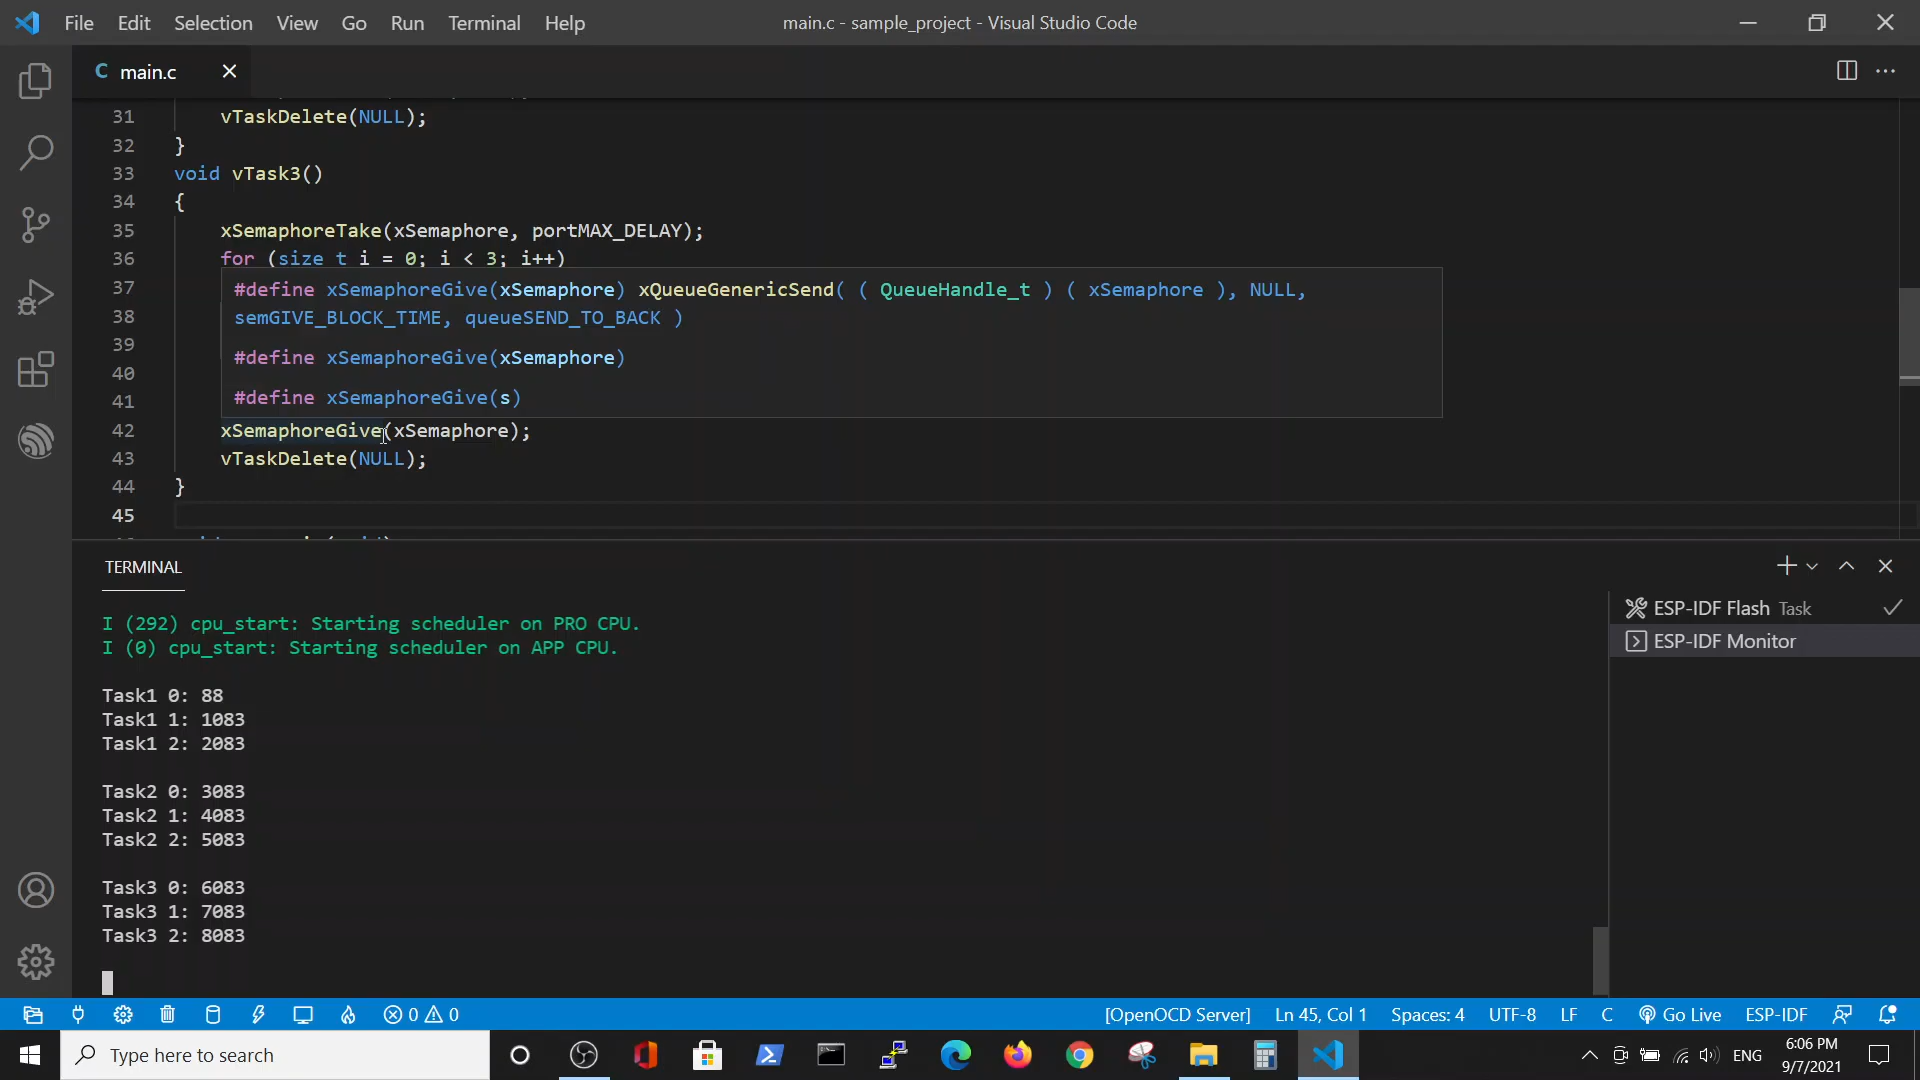 File Edit Selection View Go Run Terminal Help
main.c - sample_project - Visual Studio Code
C main.c
31 vTaskDelete(NULL);
32 }
33 void vTask3()
34 {
35 xSemaphoreTake(xSemaphore, portMAX_DELAY);
36 for (size_t i = 0; i < 3; i++)
37 #define xSemaphoreGive(xSemaphore) xQueueGenericSend( ( QueueHandle_t ) ( xSemaphore ), NULL,
38 semGIVE_BLOCK_TIME, queueSEND_TO_BACK )
39 #define xSemaphoreGive(xSemaphore)
40
41 #define xSemaphoreGive(s)
42 xSemaphoreGive(xSemaphore);
43 vTaskDelete(NULL);
44 }
45
TERMINAL
I (292) cpu_start: Starting scheduler on PRO CPU.
I (0) cpu_start: Starting scheduler on APP CPU.
Task1 0: 88
Task1 1: 1083
Task1 2: 2083
Task2 0: 3083
Task2 1: 4083
Task2 2: 5083
Task3 0: 6083
Task3 1: 7083
Task3 2: 8083
ESP-IDF Flash Task
ESP-IDF Monitor
0 0 [OpenOCD Server] Ln 45, Col 1 Spaces: 4 UTF-8 LF C Go Live ESP-IDF
Type here to search
ENG
6:06 PM
9/7/2021